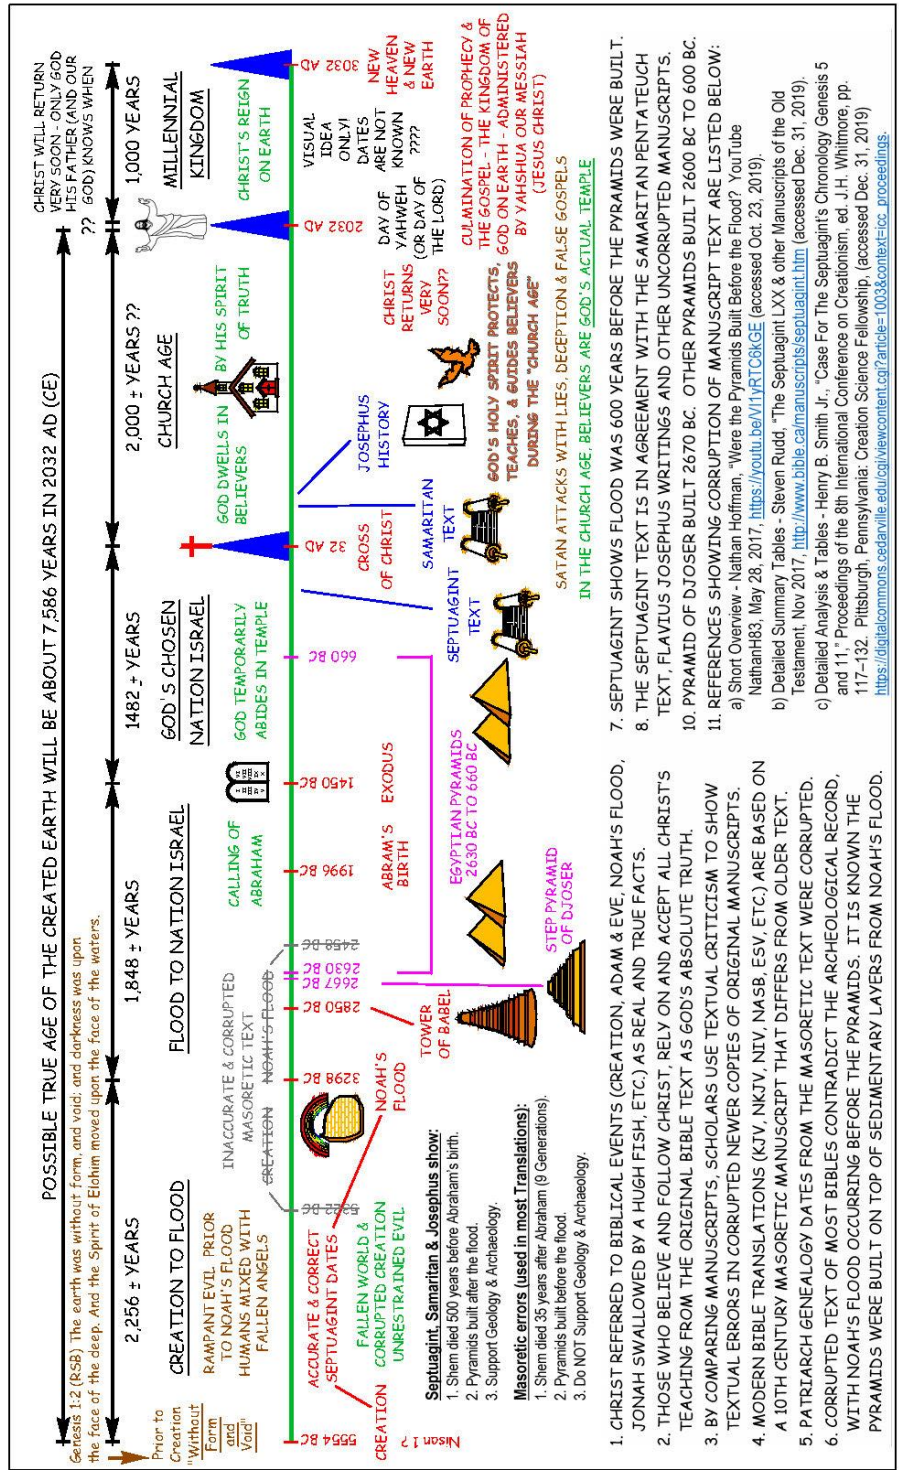 POSSIBLE TRUE AGE OF THE CREATED EARTH WILL BE ABOUT 7,586 YEARS IN 2032 AD (CE)
CHRIST WILL RETURN
VERY SOON - ONLY GOD
HIS FATHER (AND OUR
GOD) KNOWS WHEN
??
Genesis 1:2 (RSB) The earth was without form, and void; and darkness was upon
the face of the deep. And the Spirit of Elohim moved upon the face of the waters.
2,256 ± YEARS
1,848 ± YEARS
1482 ± YEARS
2,000 ± YEARS ??
1,000 YEARS
Prior to
Creation
"Without
Form
and
Void"
CREATION TO FLOOD
RAMPANT EVIL PRIOR
TO NOAH'S FLOOD
HUMANS MIXED WITH
FALLEN ANGELS
FLOOD TO NATION ISRAEL
INACCURATE & CORRUPTED
MASORETIC TEXT
CREATION
NOAH'S FLOOD
CALLING OF
ABRAHAM
GOD'S CHOSEN
NATION ISRAEL
GOD TEMPORARILY
ABIDES IN TEMPLE
CHURCH AGE
GOD DWELLS IN
BELIEVERS
BY HIS SPIRIT
OF TRUTH
MILLENNIAL
KINGDOM
CHRIST'S REIGN
ON EARTH
5554 BC
5322 BC
3298 BC
2850 BC
2667 BC
2630 BC
2458 BC
1996 BC
1450 BC
660 BC
32 AD
2032 AD
3032 AD
CREATION
Nisan 1 ?
ACCURATE & CORRECT
SEPTUAGINT DATES
FALLEN WORLD &
CORRUPTED CREATION
UNRESTRAINED EVIL
NOAH'S
FLOOD
TOWER
OF BABEL
ABRAM'S
BIRTH
EXODUS
EGYPTIAN PYRAMIDS
2630 BC TO 660 BC
STEP PYRAMID
OF DJOSER
CROSS
OF CHRIST
SEPTUAGINT
TEXT
SAMARITAN
TEXT
JOSEPHUS
HISTORY
CHRIST
RETURNS
VERY
SOON??
DAY OF
YAHWEH
(OR DAY OF
THE LORD)
VISUAL
IDEA
ONLY!
DATES
ARE NOT
KNOWN
????
NEW
HEAVEN
& NEW
EARTH
GOD'S HOLY SPIRIT PROTECTS,
TEACHES, & GUIDES BELIEVERS
DURING THE "CHURCH AGE"
CULMINATION OF PROPHECY &
THE GOSPEL - THE KINGDOM OF
GOD ON EARTH - ADMINISTERED
BY YAHSHUA OUR MESSIAH
(JESUS CHRIST)
SATAN ATTACKS WITH LIES, DECEPTION & FALSE GOSPELS
IN THE CHURCH AGE, BELIEVERS ARE GOD'S ACTUAL TEMPLE
Septuagint, Samaritan & Josephus show:
1. Shem died 500 years before Abraham's birth.
2. Pyramids built after the flood.
3. Support Geology & Archaeology.
Masoretic errors (used in most Translations):
1. Shem died 35 years after Abraham (9 Generations).
2. Pyramids built before the flood.
3. Do NOT Support Geology & Archaeology.
1. CHRIST REFERRED TO BIBLICAL EVENTS (CREATION, ADAM & EVE, NOAH'S FLOOD,
JONAH SWALLOWED BY A HUGH FISH, ETC.) AS REAL AND TRUE FACTS.
2. THOSE WHO BELIEVE AND FOLLOW CHRIST, RELY ON AND ACCEPT ALL CHRIST'S
TEACHING FROM THE ORIGINAL BIBLE TEXT AS GOD'S ABSOLUTE TRUTH.
3. BY COMPARING MANUSCRIPTS, SCHOLARS USE TEXTUAL CRITICISM TO SHOW
TEXTUAL ERRORS IN CORRUPTED NEWER COPIES OF ORIGINAL MANUSCRIPTS.
4. MODERN BIBLE TRANSLATIONS (KJV, NKJV, NIV, NASB, ESV, ETC.) ARE BASED ON
A 10TH CENTURY MASORETIC MANUSCRIPT THAT DIFFERS FROM OLDER TEXT.
5. PATRIARCH GENEALOGY DATES FROM THE MASORETIC TEXT WERE CORRUPTED.
6. CORRUPTED TEXT OF MOST BIBLES CONTRADICT THE ARCHEOLOGICAL RECORD,
WITH NOAH'S FLOOD OCCURRING BEFORE THE PYRAMIDS. IT IS KNOWN THE
PYRAMIDS WERE BUILT ON TOP OF SEDIMENTARY LAYERS FROM NOAH'S FLOOD.
7. SEPTUAGINT SHOWS FLOOD WAS 600 YEARS BEFORE THE PYRAMIDS WERE BUILT.
8. THE SEPTUAGINT TEXT IS IN AGREEMENT WITH THE SAMARITAN PENTATEUCH
TEXT, FLAVIUS JOSEPHUS WRITINGS AND OTHER UNCORRUPTED MANUSCRIPTS.
10. PYRAMID OF DJOSER BUILT 2670 BC. OTHER PYRAMIDS BUILT 2600 BC TO 600 BC.
11. REFERENCES SHOWING CORRUPTION OF MANUSCRIPT TEXT ARE LISTED BELOW:
a) Short Overview - Nathan Hoffman, "Were the Pyramids Built Before the Flood? YouTube
NathanH83, May 28, 2017, https://youtu.be/VI1yRTC6kGE (accessed Oct. 23, 2019).
b) Detailed Summary Tables - Steven Rudd, "The Septuagint LXX & other Manuscripts of the Old
Testament, Nov 2017, http://www.bible.ca/manuscripts/septuagint.htm (accessed Dec. 31, 2019).
c) Detailed Analysis & Tables - Henry B. Smith Jr., "Case For The Septuagint's Chronology Genesis 5
and 11," Proceedings of the 8th International Conference on Creationism, ed. J.H. Whitmore, pp.
117–132. Pittsburgh, Pennsylvania: Creation Science Fellowship, (accessed Dec. 31, 2019)
https://digitalcommons.cedarville.edu/cgi/viewcontent.cgi?article=1003&context=icc_proceedings.